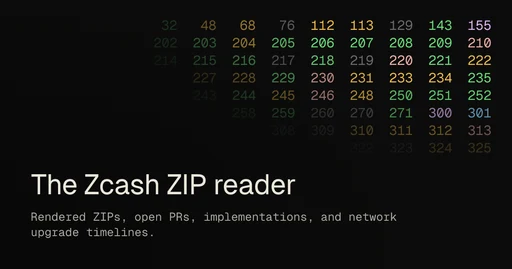 32 48 68 76 112 113 129 143 155
202 203 204 205 206 207 208 209 210
214 215 216 217 218 219 220 221 222
227 228 229 230 231 233 234 235
243 244 245 246 248 250 251 252
258 259 260 270 271 300 301
309 310 311 312 313
323 324 325
The Zcash ZIP reader
Rendered ZIPs, open PRs, implementations, and network
upgrade timelines.